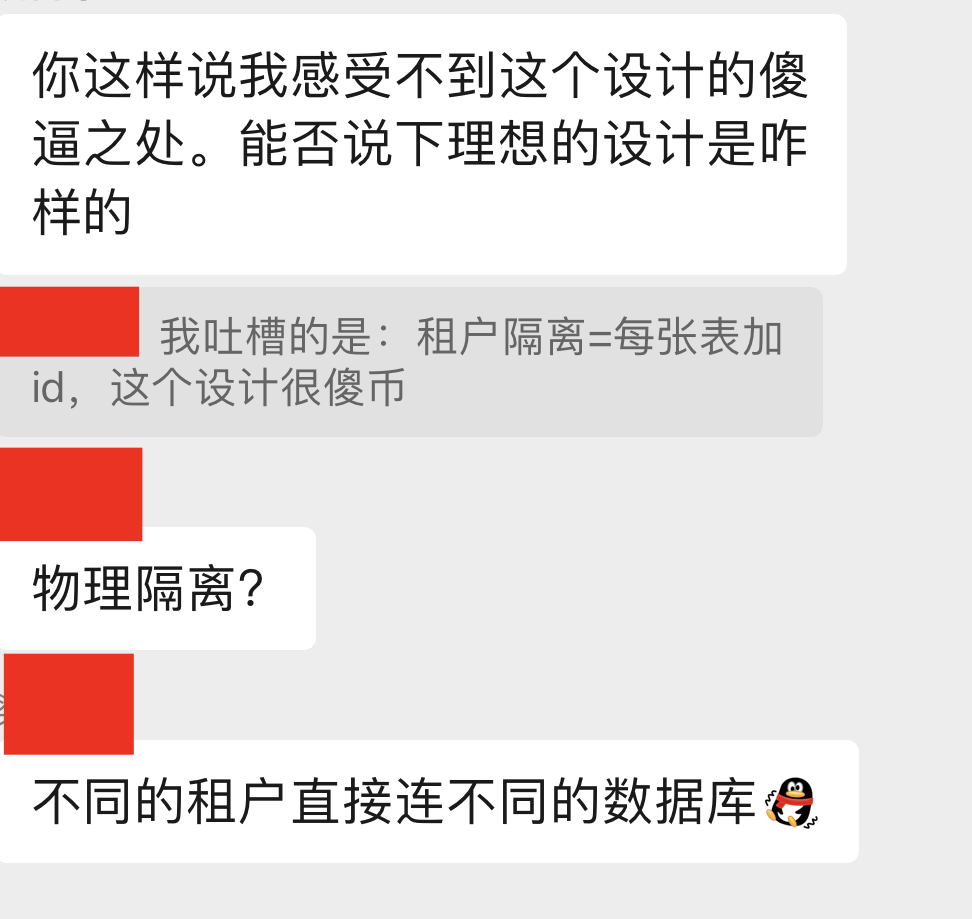 你这样说我感受不到这个设计的傻
逼之处。能否说下理想的设计是咋
样的
我吐槽的是：租户隔离=每张表加
id，这个设计很傻币
物理隔离？
不同的租户直接连不同的数据库